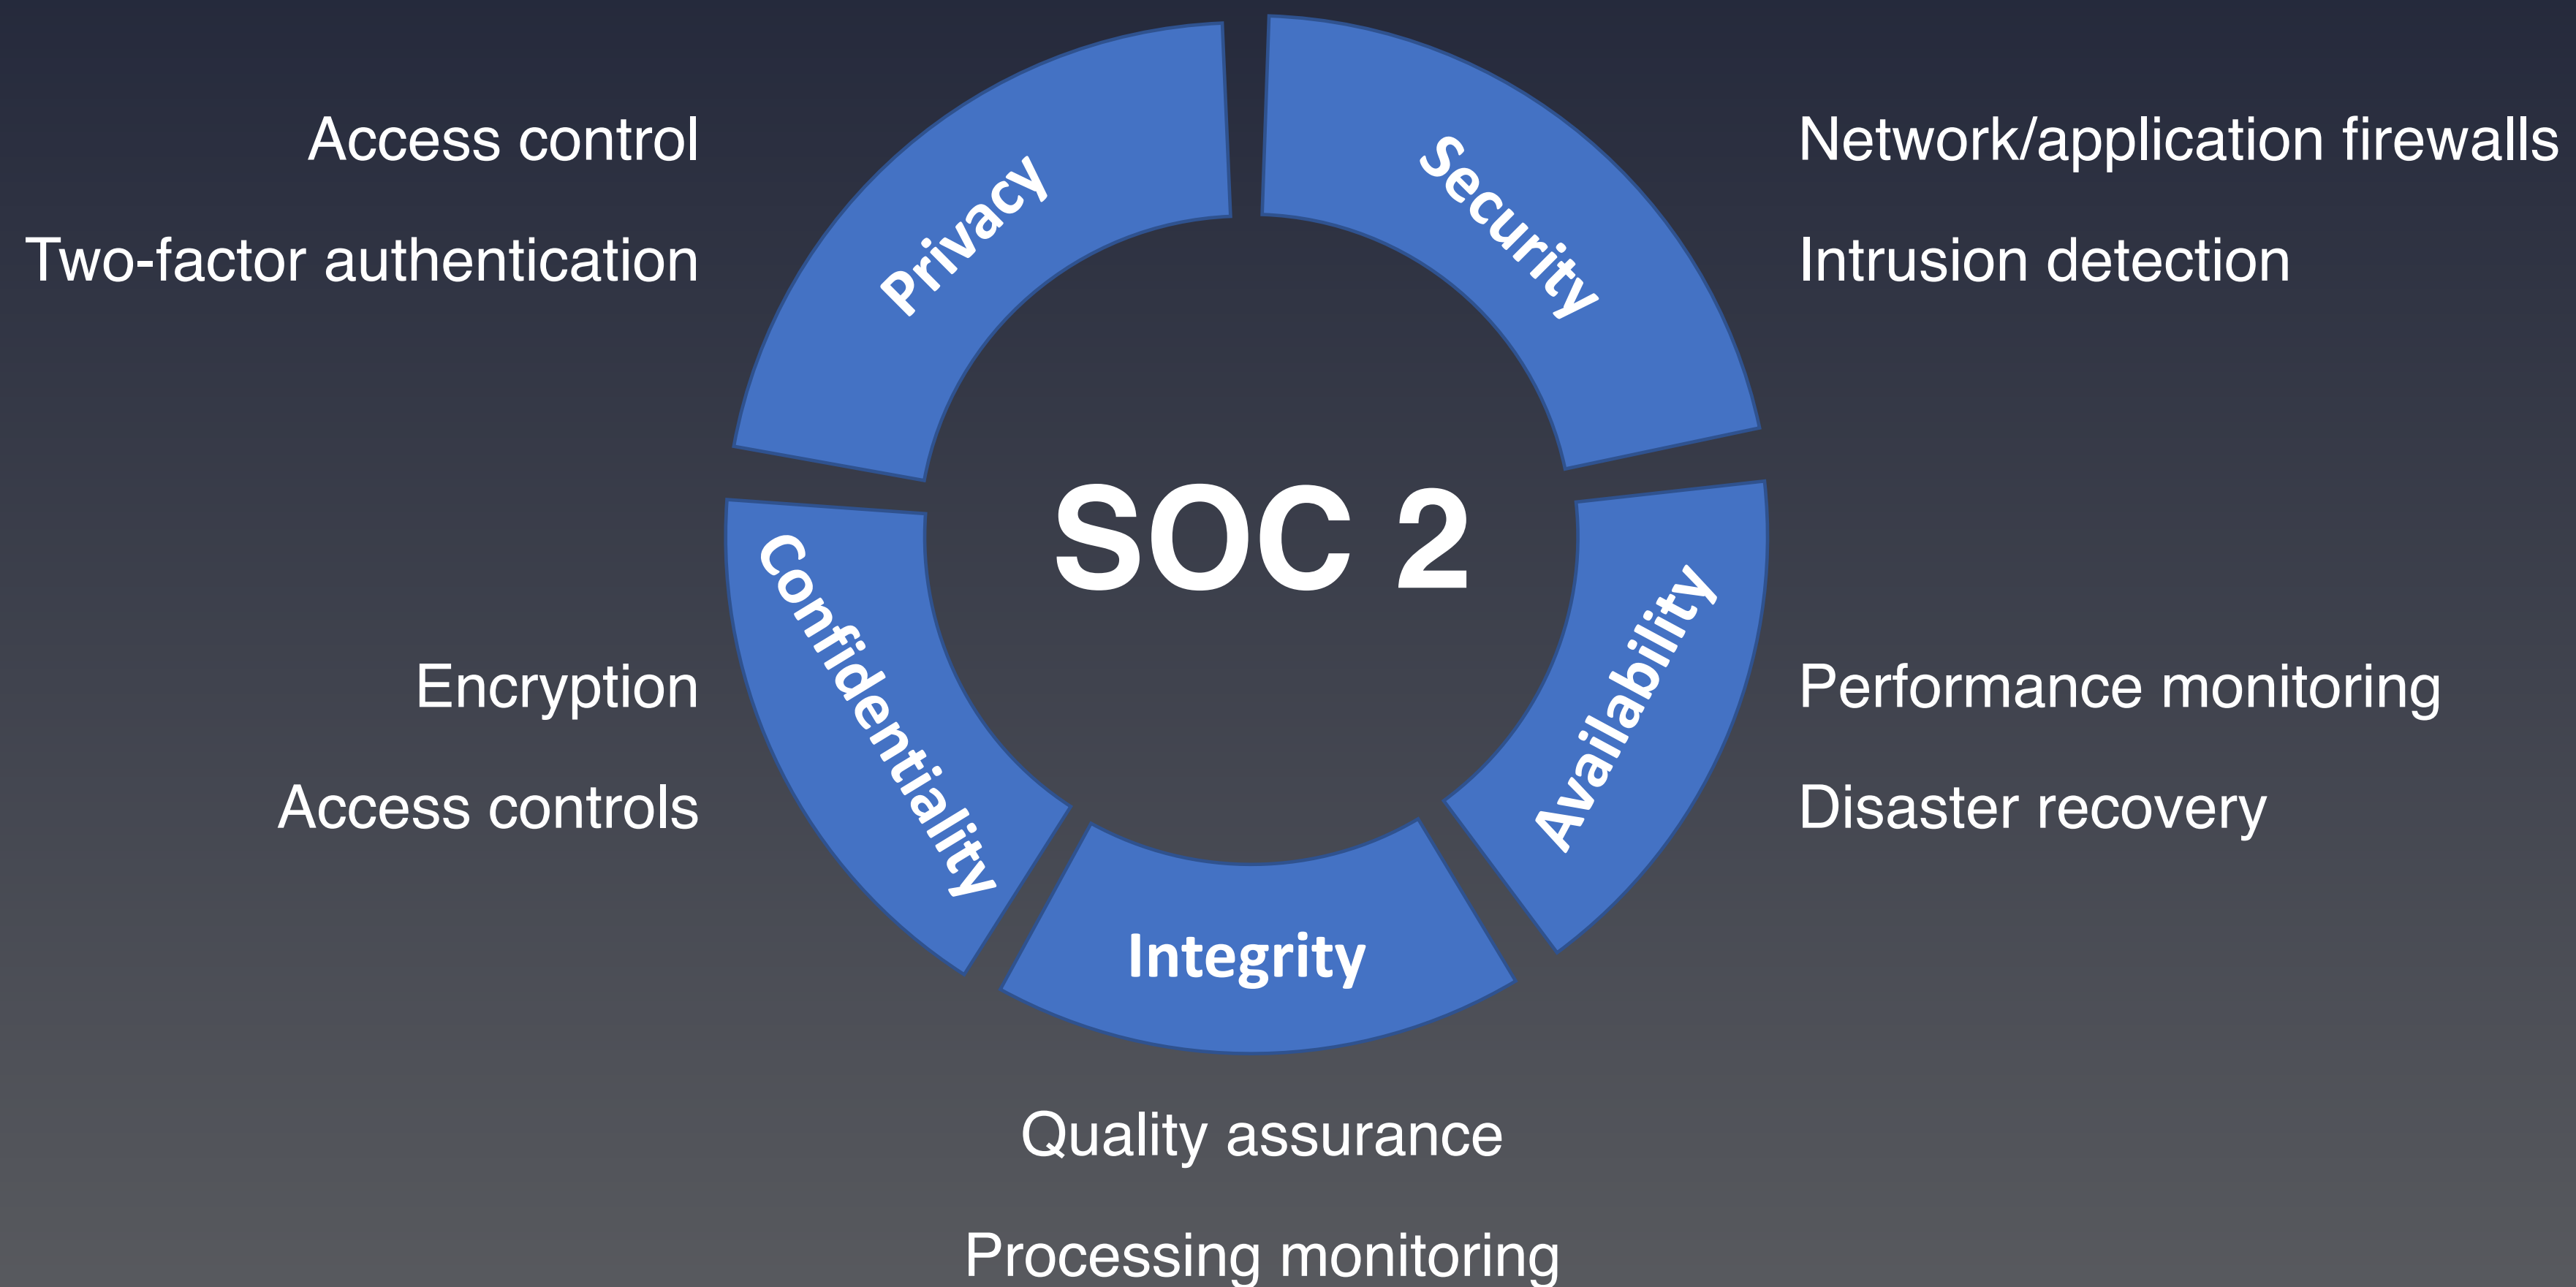 Access control
Two-factor authentication
Privacy
Security
Network/application firewalls
Intrusion detection
SOC 2
Encryption
Access controls
Confidentiality
Availability
Performance monitoring
Disaster recovery
Integrity
Quality assurance
Processing monitoring